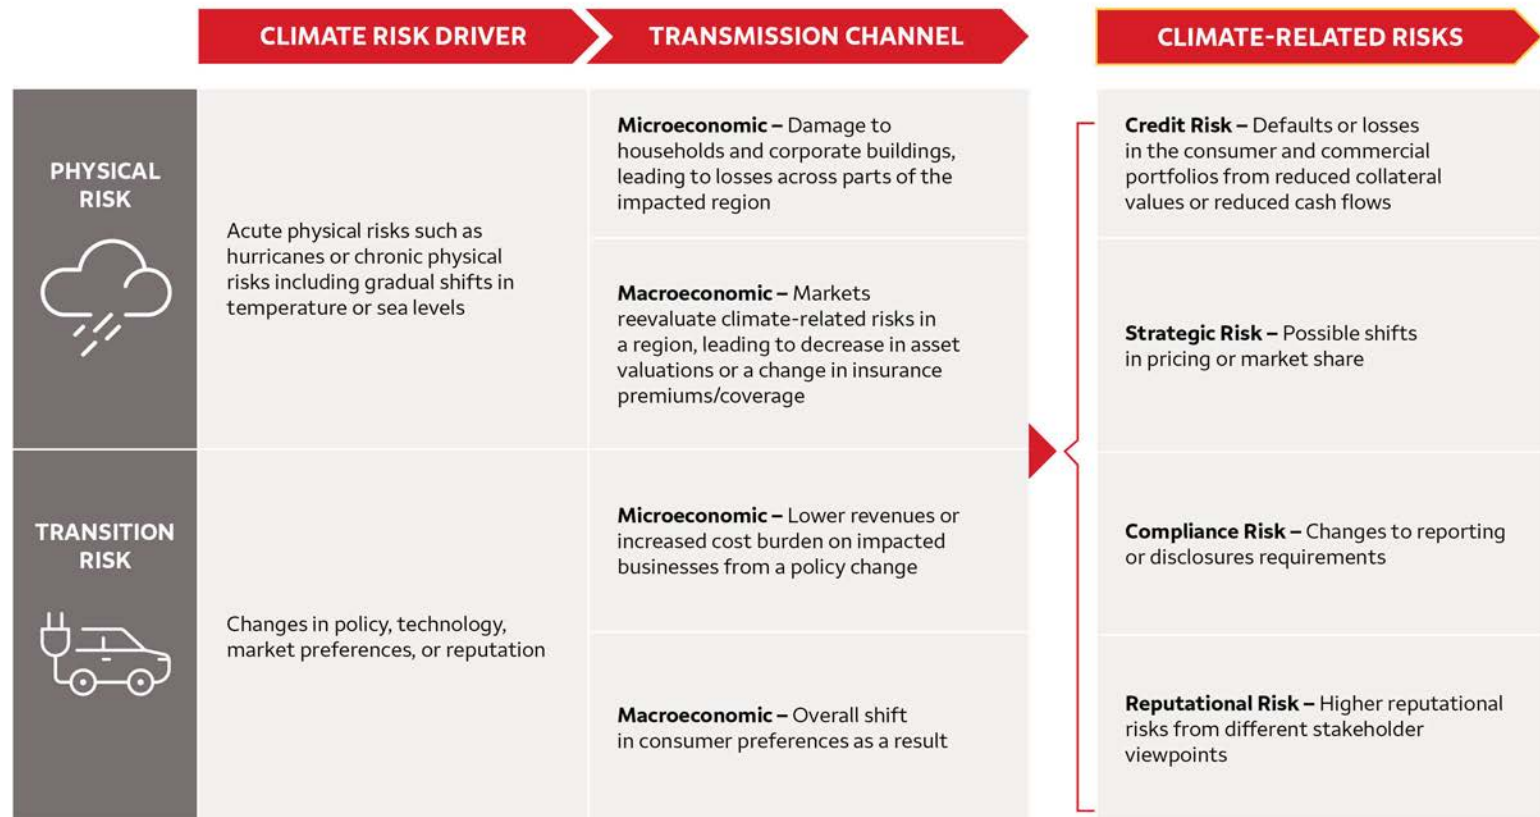 CLIMATE RISK DRIVER
TRANSMISSION CHANNEL
CLIMATE-RELATED RISKS
PHYSICAL
RISK
Acute physical risks such as
hurricanes or chronic physical
risks including gradual shifts in
temperature or sea levels
Microeconomic – Damage to
households and corporate buildings,
leading to losses across parts of the
impacted region
Macroeconomic – Markets
reevaluate climate-related risks in
a region, leading to decrease in asset
valuations or a change in insurance
premiums/coverage
TRANSITION
RISK
Changes in policy, technology,
market preferences, or reputation
Microeconomic – Lower revenues or
increased cost burden on impacted
businesses from a policy change
Macroeconomic – Overall shift
in consumer preferences as a result
Credit Risk – Defaults or losses
in the consumer and commercial
portfolios from reduced collateral
values or reduced cash flows
Strategic Risk – Possible shifts
in pricing or market share
Compliance Risk – Changes to reporting
or disclosures requirements
Reputational Risk – Higher reputational
risks from different stakeholder
viewpoints